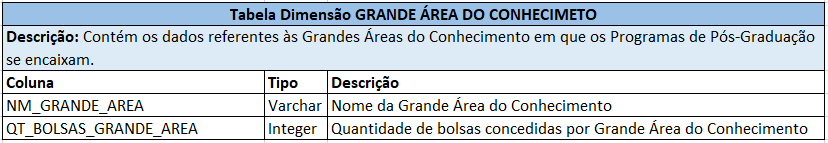 Tabela Dimensão GRANDE ÁREA DO CONHECIMETO
Descrição: Contém os dados referentes às Grandes Áreas do Conhecimento em que os Programas de Pós-Graduação
se encaixam.
Coluna Tipo Descrição
NM_GRANDE_AREA Varchar Nome da Grande Área do Conhecimento
QT_BOLSAS_GRANDE_AREA Integer Quantidade de bolsas concedidas por Grande Área do Conhecimento